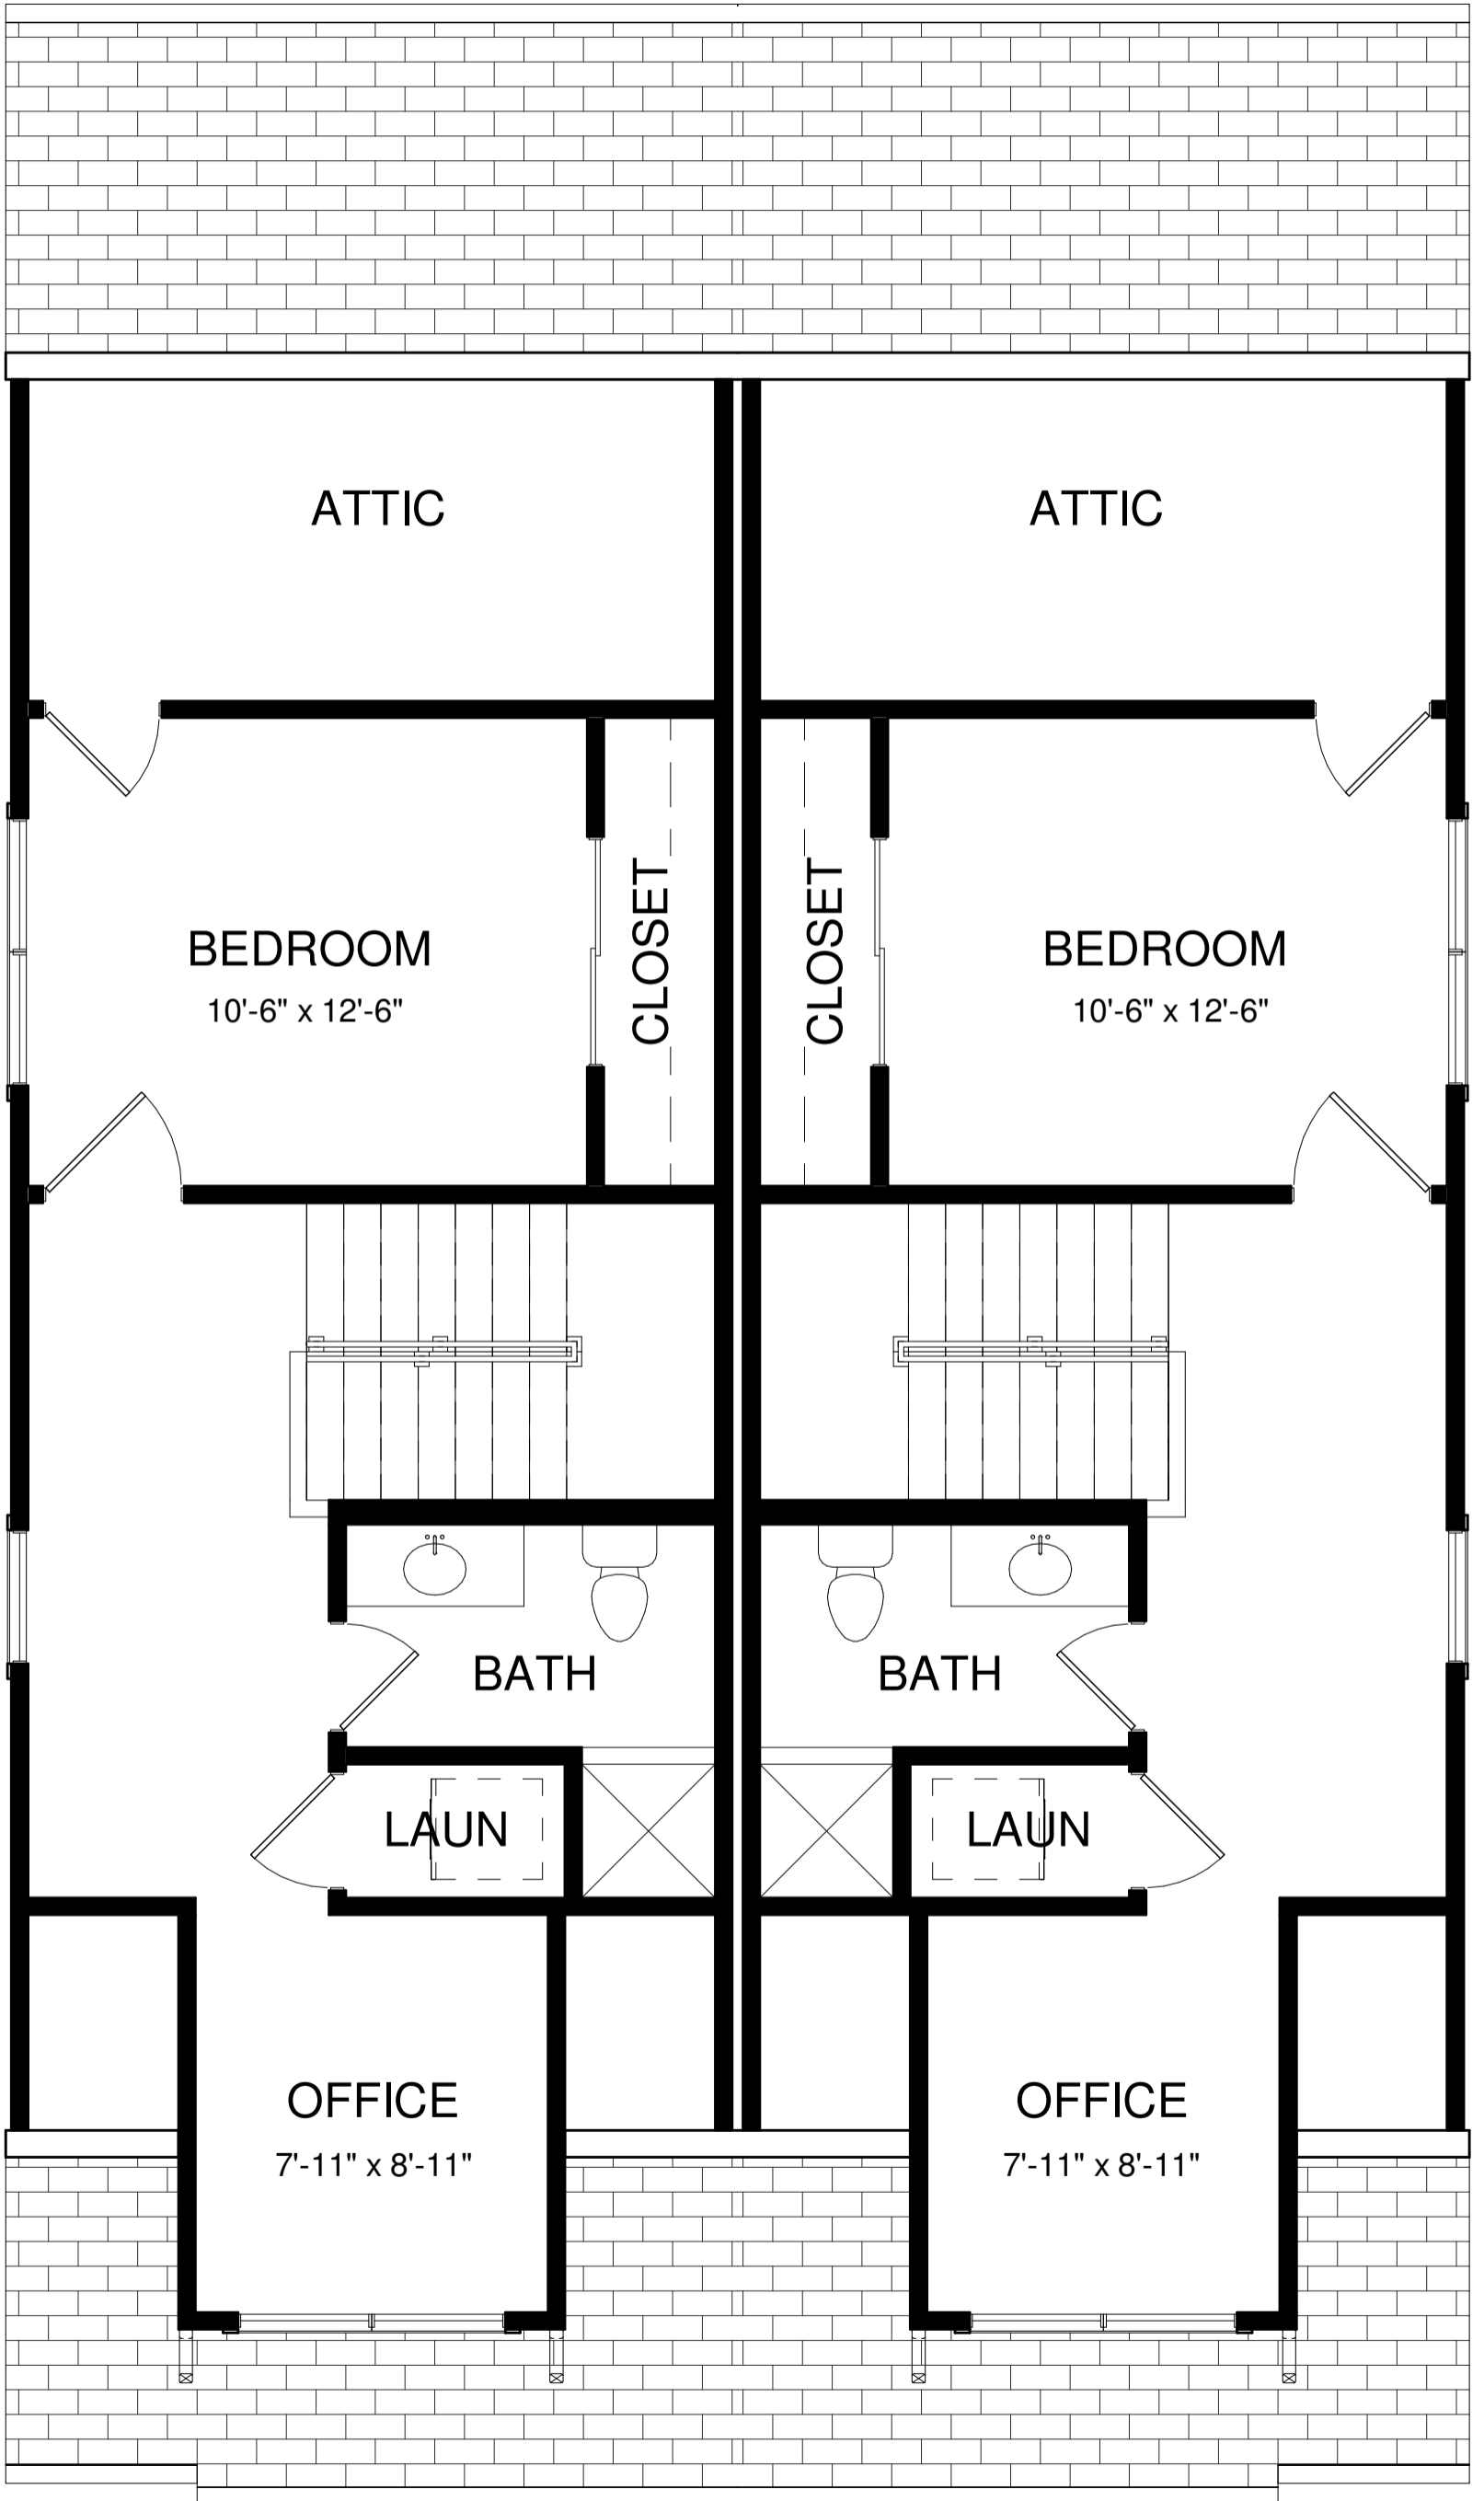 ATTIC
ATTIC
BEDROOM
10'-6" x 12'-6"
CLOSET
CLOSET
BEDROOM
10'-6" x 12'-6"
BATH
BATH
LAUN
LAUN
OFFICE
7'-11" x 8'-11"
OFFICE
7'-11" x 8'-11"